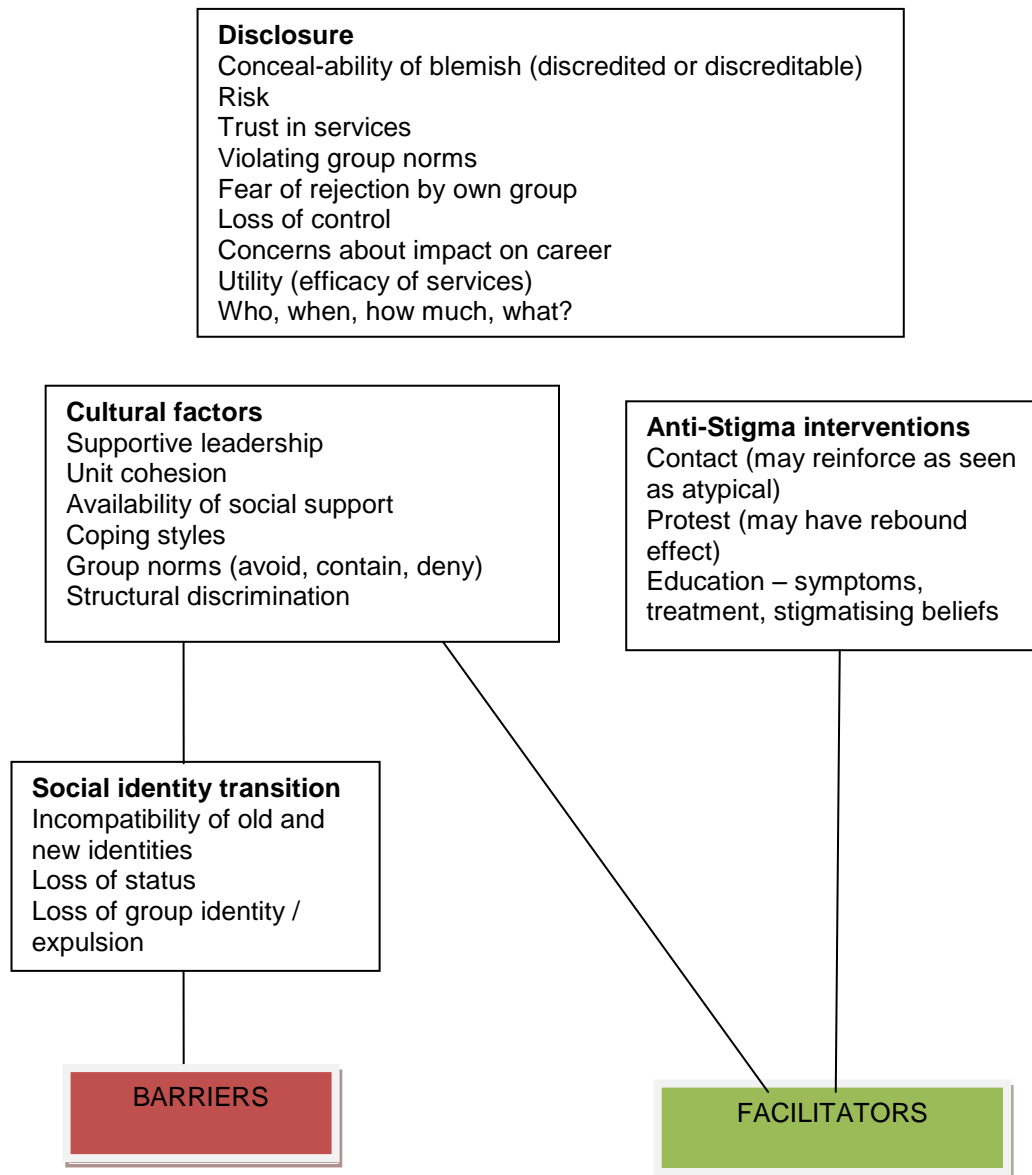 Disclosure
Conceal-ability of blemish (discredited or discreditable)
Risk
Trust in services
Violating group norms
Fear of rejection by own group
Loss of control
Concerns about impact on career
Utility (efficacy of services)
Who, when, how much, what?
Cultural factors
Supportive leadership
Unit cohesion
Availability of social support
Coping styles
Group norms (avoid, contain, deny)
Structural discrimination
Anti-Stigma interventions
Contact (may reinforce as seen
as atypical)
Protest (may have rebound
effect)
Education – symptoms,
treatment, stigmatising beliefs
Social identity transition
Incompatibility of old and
new identities
Loss of status
Loss of group identity /
expulsion
BARRIERS
FACILITATORS